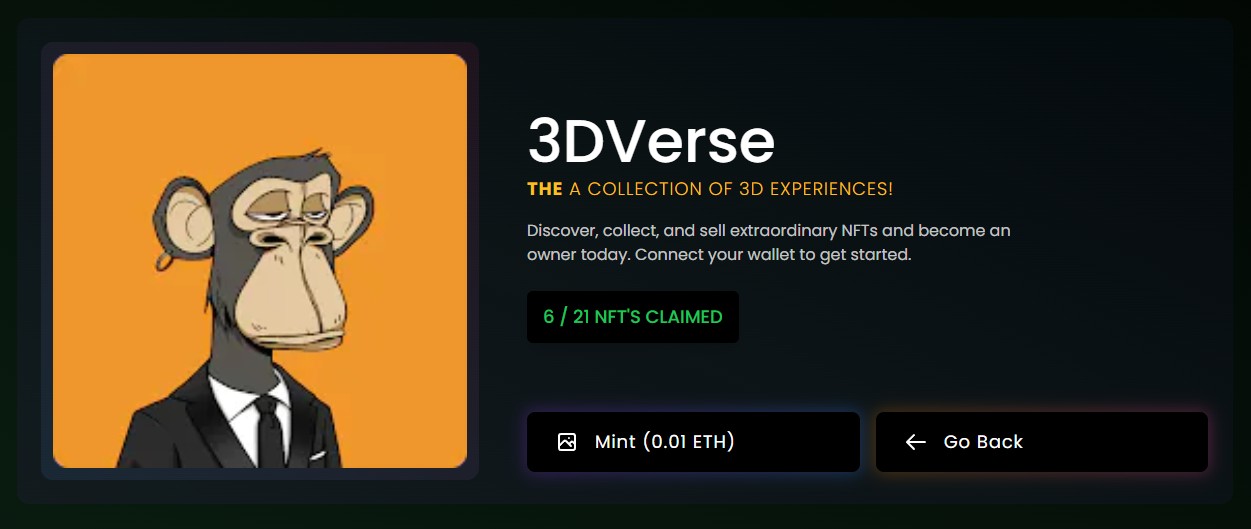 3DVerse
THE A COLLECTION OF 3D EXPERIENCES!
Discover, collect, and sell extraordinary NFTs and become an
owner today. Connect your wallet to get started.
6 / 21 NFT'S CLAIMED
Mint (0.01 ETH)
Go Back